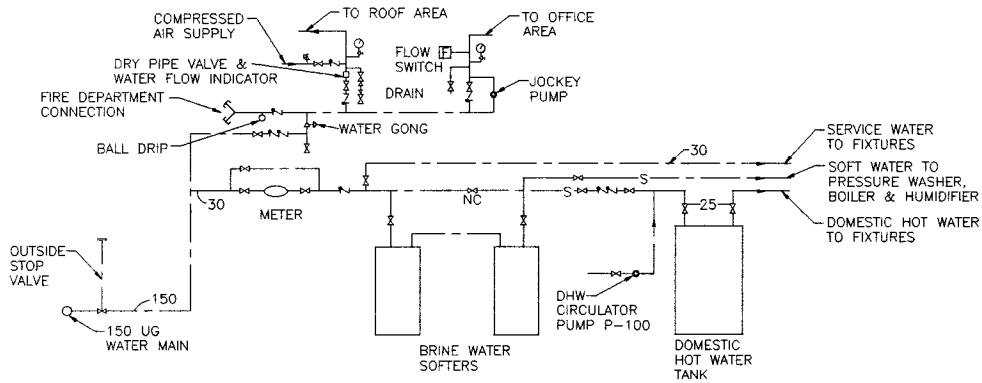 TO ROOF AREA
COMPRESSED
AIR SUPPLY
TO OFFICE
AREA
FLOW
SWITCH
F
DRY PIPE VALVE &
WATER FLOW INDICATOR
DRAIN
JOCKEY
PUMP
FIRE DEPARTMENT
CONNECTION
WATER GONG
BALL DRIP
30
SERVICE WATER
TO FIXTURES
S
SOFT WATER TO
PRESSURE WASHER,
BOILER & HUMIDIFIER
30
METER
NC
S
25
DOMESTIC HOT WATER
TO FIXTURES
OUTSIDE
STOP
VALVE
150
150 UG
WATER MAIN
DHW
CIRCULATOR
PUMP P-100
BRINE WATER
SOFTERS
DOMESTIC
HOT WATER
TANK